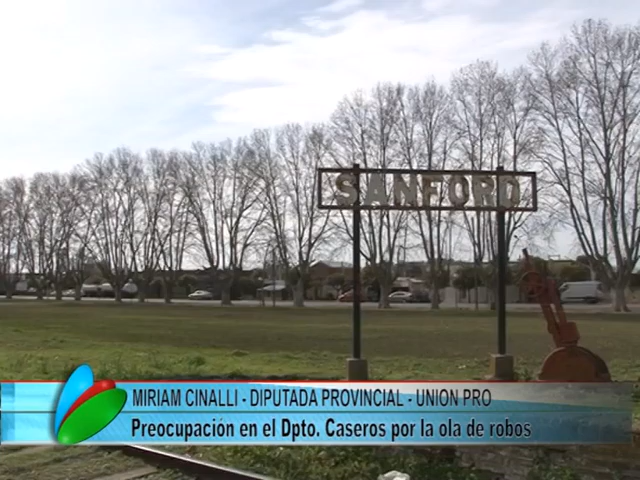 SANFORD
MIRIAM CINALLI - DIPUTADA PROVINCIAL - UNION PRO
Preocupación en el Dpto. Caseros por la ola de robos